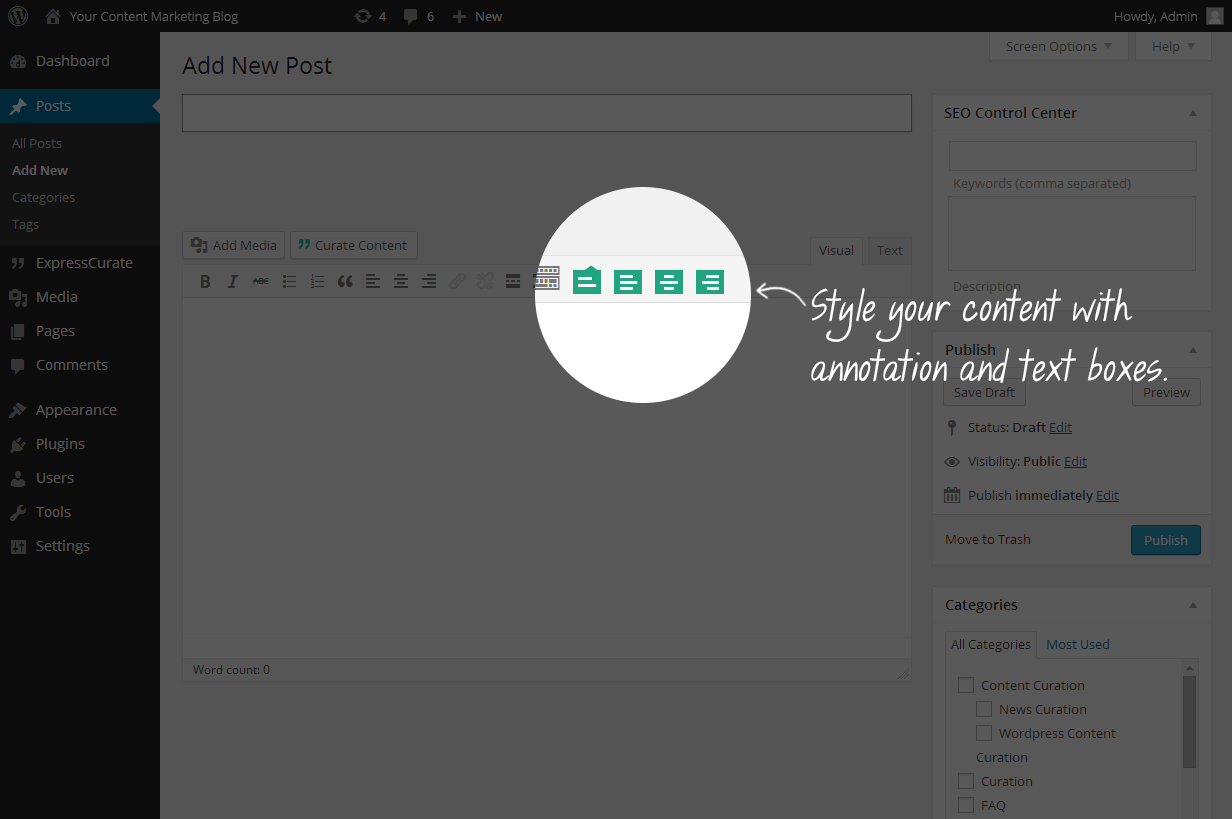 Your Content Marketing Blog 4 6 New Howdy, Admin
Screen Options Help
Dashboard
Posts
All Posts
Add New
Categories
Tags
ExpressCurate
Media
Pages
Comments
Appearance
Plugins
Users
Tools
Settings
Add New Post
Add Media Curate Content
Visual Text
B I ABC
Word count: 0
Style your content with
annotation and text boxes.
SEO Control Center
Keywords (comma separated)
Description
Publish
Save Draft Preview
Status: Draft Edit
Visibility: Public Edit
Publish immediately Edit
Move to Trash Publish
Categories
All Categories Most Used
Content Curation
News Curation
Wordpress Content
Curation
Curation
FAQ